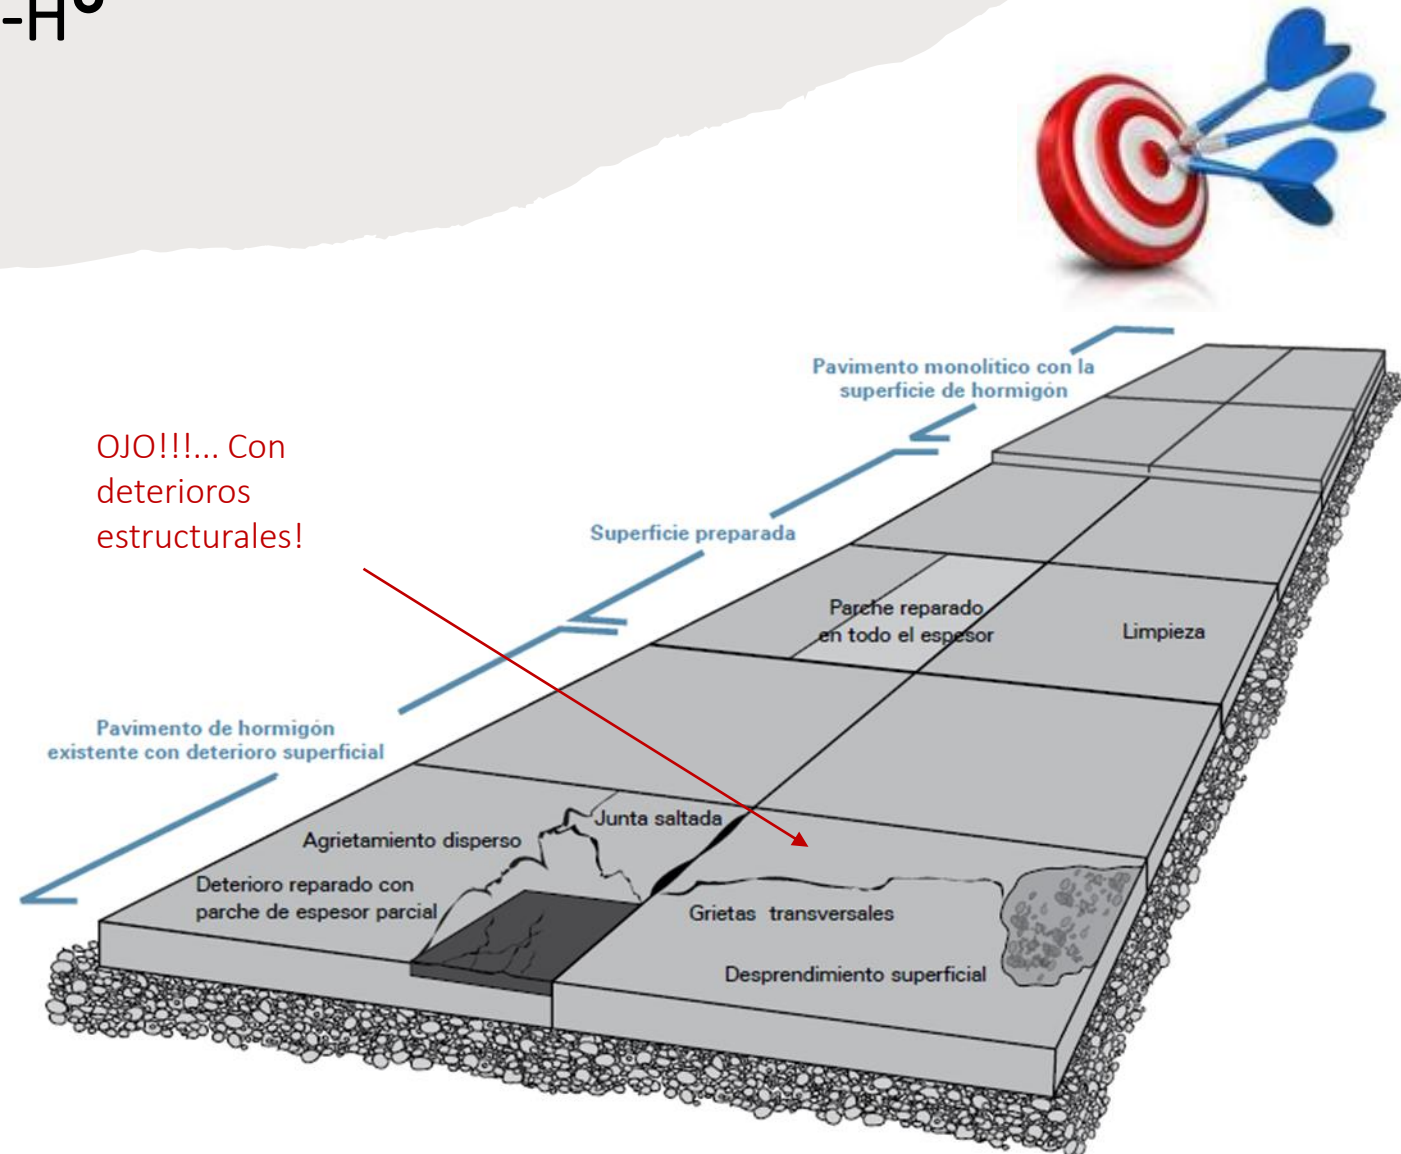 -Hº
Pavimento monolítico con la
superficie de hormigón
OJO!!!... Con
deterioros
estructurales!
Superficie preparada
Parche reparado
en todo el espesor
Limpieza
Pavimento de hormigón
existente con deterioro superficial
Junta saltada
Agrietamiento disperso
Deterioro reparado con
parche de espesor parcial
Grietas transversales
Desprendimiento superficial